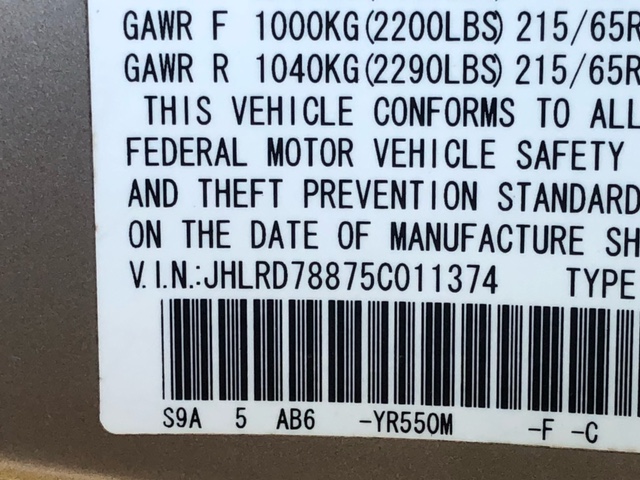 GAWR F 1000KG(2200LBS) 215/65R
GAWR R 1040KG(2290LBS) 215/65R
THIS VEHICLE CONFORMS TO ALL
FEDERAL MOTOR VEHICLE SAFETY
AND THEFT PREVENTION STANDARD
ON THE DATE OF MANUFACTURE SH
V.I.N.:JHLRD78875C011374 TYPE
S9A 5 AB6 -YR550M -F -C